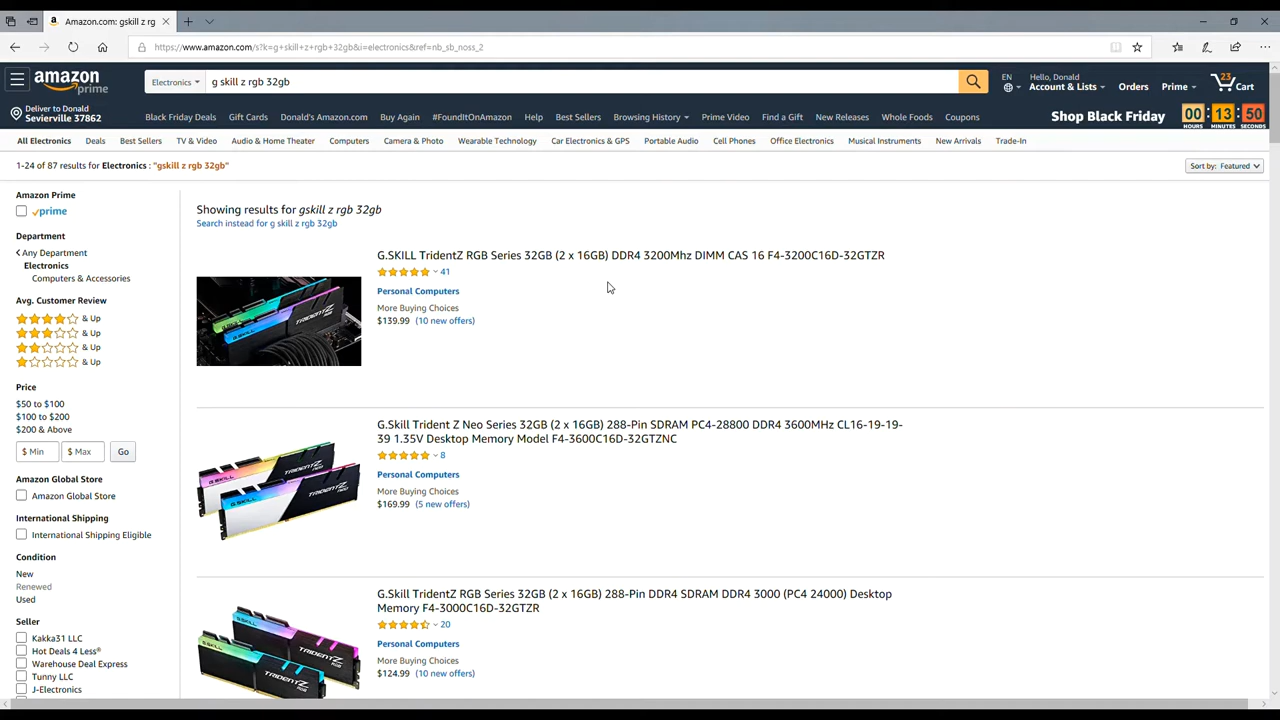 Amazon.com: gskill z rg
https://www.amazon.com/s?k=g+skill+z+rgb+32gb&i=electronics&ref=nb_sb_noss_2
amazon prime
Electronics
g skill z rgb 32gb
EN
Hello, Donald
Account & Lists
Orders
Prime
23
Cart
Deliver to Donald
Sevierville 37862
Black Friday Deals
Gift Cards
Donald's Amazon.com
Buy Again
#FoundItOnAmazon
Help
Best Sellers
Browsing History
Prime Video
Find a Gift
New Releases
Whole Foods
Coupons
Shop Black Friday
00 13 50
HOURS MINUTES SECONDS
All Electronics
Deals
Best Sellers
TV & Video
Audio & Home Theater
Computers
Camera & Photo
Wearable Technology
Car Electronics & GPS
Portable Audio
Cell Phones
Office Electronics
Musical Instruments
New Arrivals
Trade-In
1-24 of 87 results for Electronics : "gskill z rgb 32gb"
Sort by: Featured
Amazon Prime
prime
Department
Any Department
Electronics
Computers & Accessories
Avg. Customer Review
& Up
& Up
& Up
& Up
Price
$50 to $100
$100 to $200
$200 & Above
$ Min
$ Max
Go
Amazon Global Store
Amazon Global Store
International Shipping
International Shipping Eligible
Condition
New
Renewed
Used
Seller
Kakka31 LLC
Hot Deals 4 Less®
Warehouse Deal Express
Tunny LLC
J-Electronics
Showing results for gskill z rgb 32gb
Search instead for g skill z rgb 32gb
G.SKILL TridentZ RGB Series 32GB (2 x 16GB) DDR4 3200Mhz DIMM CAS 16 F4-3200C16D-32GTZR
41
Personal Computers
More Buying Choices
$139.99 (10 new offers)
TRIDENTZ
G.Skill Trident Z Neo Series 32GB (2 x 16GB) 288-Pin SDRAM PC4-28800 DDR4 3600MHz CL16-19-19-
39 1.35V Desktop Memory Model F4-3600C16D-32GTZNC
8
Personal Computers
More Buying Choices
$169.99 (5 new offers)
G.SKILL
TRIDENTZ
NEO
G.SKILL
TRIDENTZ
NEO
G.Skill TridentZ RGB Series 32GB (2 x 16GB) 288-Pin DDR4 SDRAM DDR4 3000 (PC4 24000) Desktop
Memory F4-3000C16D-32GTZR
20
Personal Computers
More Buying Choices
$124.99 (10 new offers)
G.SKILL
TRIDENTZ
RGB
G.SKILL
TRIDENTZ
RGB